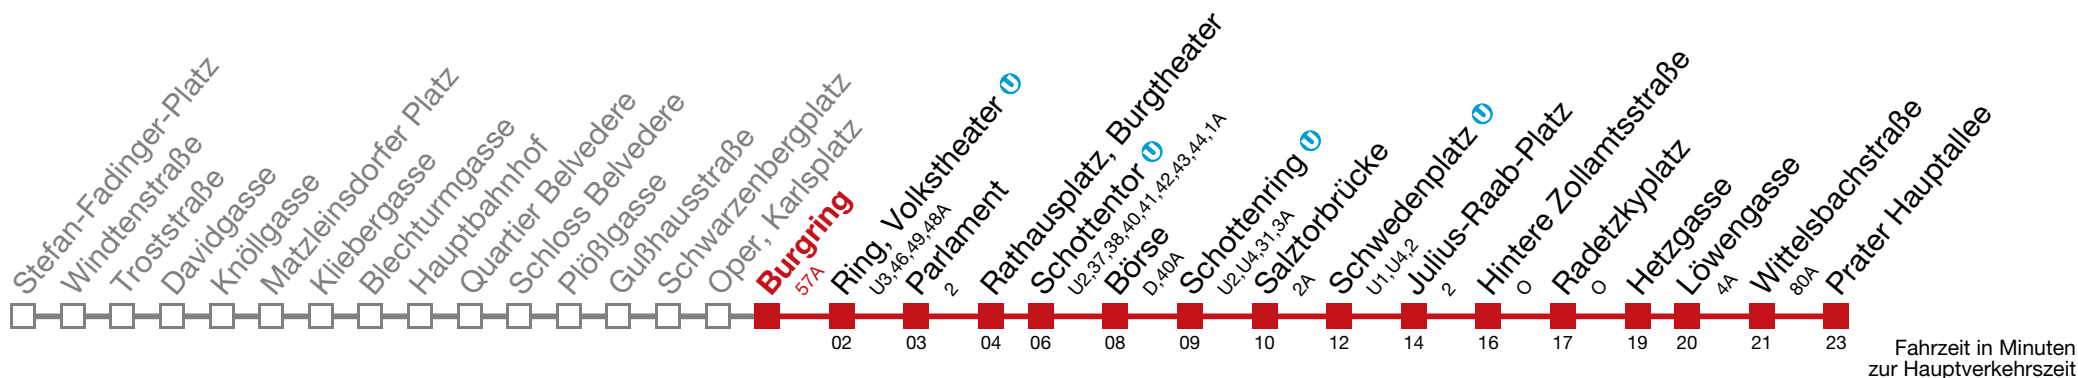 Stefan-Fadinger-Platz
Windtenstraße
Troststraße
Davidgasse
Knöllgasse
Matzleinsdorfer Platz
Kliebergasse
Blechturmgasse
Hauptbahnhof
Quartier Belvedere
Schloss Belvedere
Plößlgasse
Gußhausstraße
Schwarzenbergplatz
Oper, Karlsplatz
Burgring
57A
Ring, Volkstheater U
U3,46,49,48A
02
Parlament
2
03
Rathausplatz, Burgtheater
04
Schottentor U
U2,37,38,40,41,42,43,44,1A
06
Börse
D,40A
08
Schottenring U
U2,U4,31,3A
09
Salztorbrücke
2A
10
Schwedenplatz U
U1,U4,2
12
Julius-Raab-Platz
2
14
Hintere Zollamtsstraße
O
16
Radetzkyplatz
O
17
Hetzgasse
19
Löwengasse
4A
20
Wittelsbachstraße
80A
21
Prater Hauptallee
23
Fahrzeit in Minuten
zur Hauptverkehrszeit